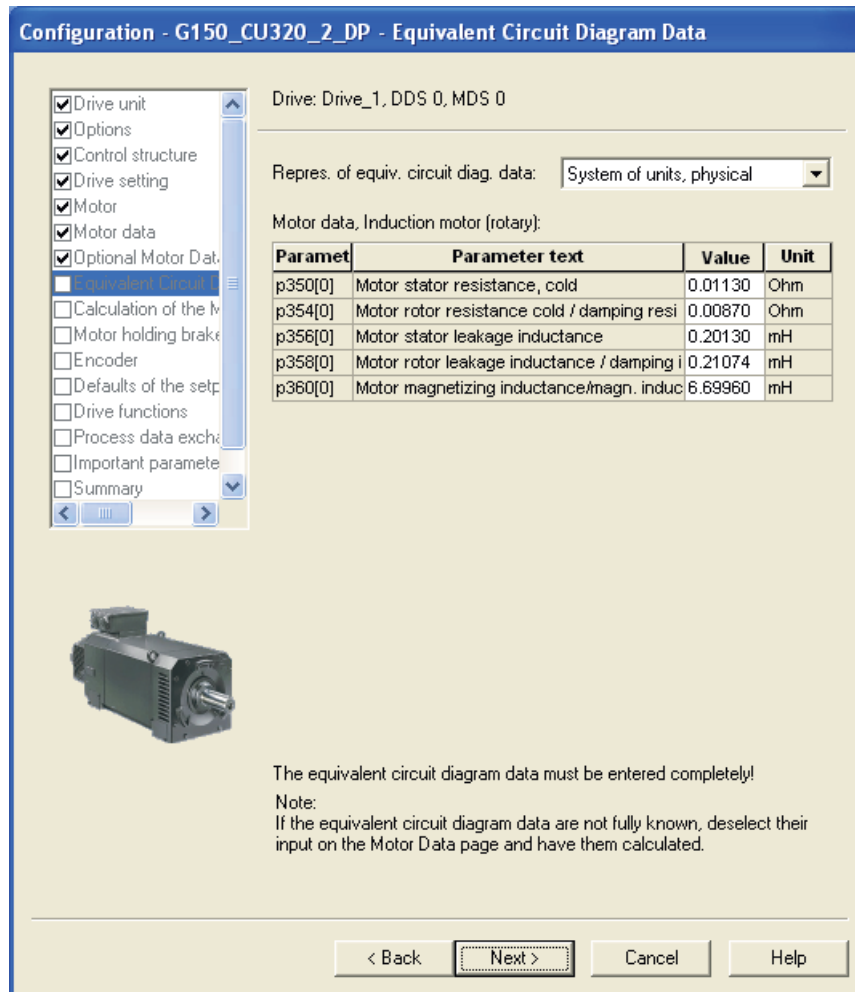 Configuration - G150_CU320_2_DP - Equivalent Circuit Diagram Data
Drive unit
Options
Control structure
Drive setting
Motor
Motor data
Optional Motor Dat
Equivalent Circuit D
Calculation of the M
Motor holding brake
Encoder
Defaults of the setp
Drive functions
Process data excha
Important paramete
Summary
Drive: Drive_1, DDS 0, MDS 0
Repres. of equiv. circuit diag. data: System of units, physical
Motor data, Induction motor (rotary):
Paramet Parameter text Value Unit
p350[0] Motor stator resistance, cold 0.01130 Ohm
p354[0] Motor rotor resistance cold / damping resi 0.00870 Ohm
p356[0] Motor stator leakage inductance 0.20130 mH
p358[0] Motor rotor leakage inductance / damping i 0.21074 mH
p360[0] Motor magnetizing inductance/magn. induc 6.69960 mH
The equivalent circuit diagram data must be entered completely!
Note:
If the equivalent circuit diagram data are not fully known, deselect their
input on the Motor Data page and have them calculated.
< Back Next > Cancel Help